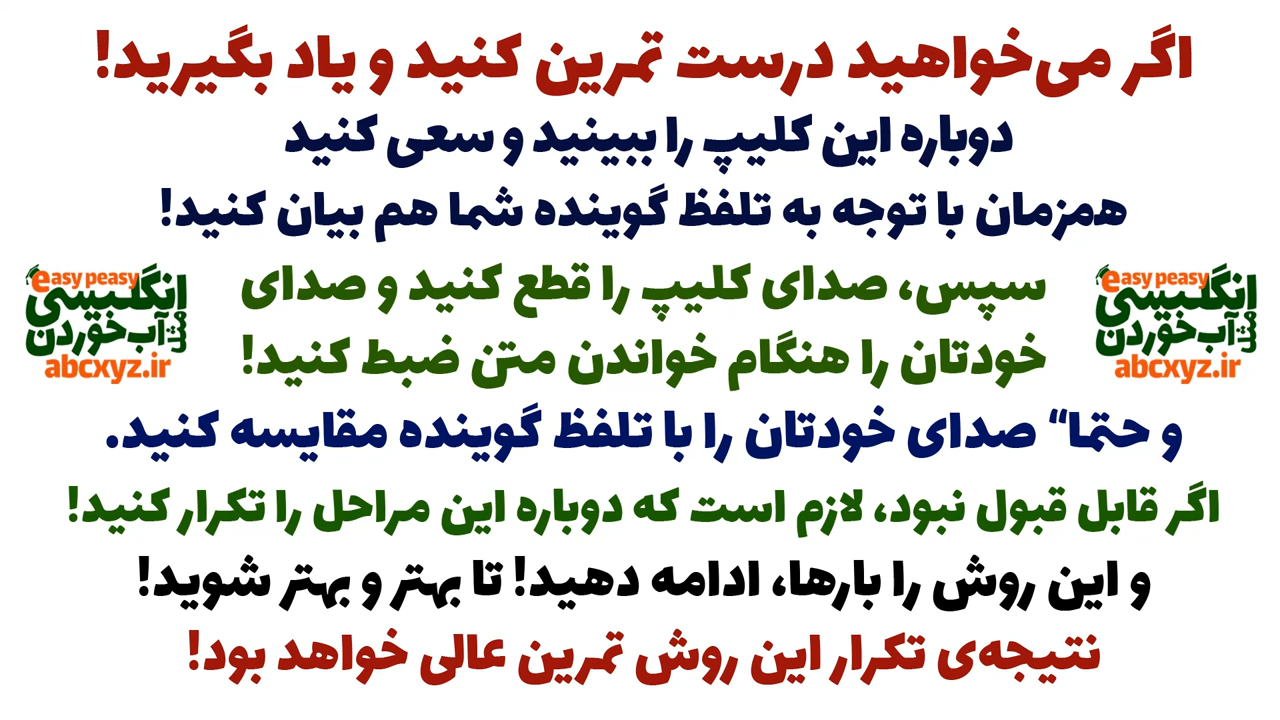 اگر می‌خواهید درست تمرین کنید و یاد بگیرید!
دوباره این کلیپ را ببینید و سعی کنید
همزمان با توجه به تلفظ گوینده شما هم بیان کنید!
سپس، صدای کلیپ را قطع کنید و صدای
خودتان را هنگام خواندن متن ضبط کنید!
و حتما“ صدای خودتان را با تلفظ گوینده مقایسه کنید.
اگر قابل قبول نبود، لازم است که دوباره این مراحل را تکرار کنید!
و این روش را بارها، ادامه دهید! تا بهتر و بهتر شوید!
نتیجه‌ی تکرار این روش تمرین عالی خواهد بود!
easy peasy
انگلیسی
مثل آب خوردن
abcxyz.ir
easy peasy
انگلیسی
مثل آب خوردن
abcxyz.ir